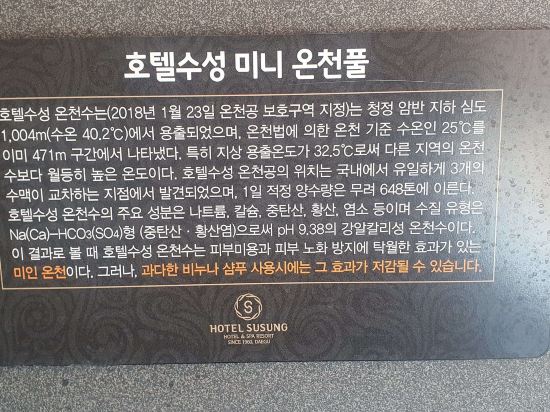 호텔수성 미니 온천풀
호텔수성 온천수는(2018년 1월 23일 온천공 보호구역 지정)는 청정 암반 지하 심도
1,004m(수온 40.2℃)에서 용출되었으며, 온천법에 의한 온천 기준 수온인 25℃를
이미 471m 구간에서 나타냈다. 특히 지상 용출온도가 32.5℃로써 다른 지역의 온천
수보다 월등히 높은 온도이다. 호텔수성 온천공의 위치는 국내에서 유일하게 3개의
수맥이 교차하는 지점에서 발견되었으며, 1일 적정 양수량은 무려 648톤에 이른다.
호텔수성 온천수의 주요 성분은 나트륨, 칼슘, 중탄산, 황산, 염소 등이며 수질 유형은
Na(Ca)-HCO3(SO4)형 (중탄산 · 황산염)으로써 pH 9.38의 강알칼리성 온천수이다.
이 결과로 볼 때 호텔수성 온천수는 피부미용과 피부 노화 방지에 탁월한 효과가 있는
미인 온천이다. 그러나, 과다한 비누나 샴푸 사용시에는 그 효과가 저감될 수 있습니다.
S
HOTEL SUSUNG
HOTEL & SPA RESORT
SINCE 1960, DAEGU